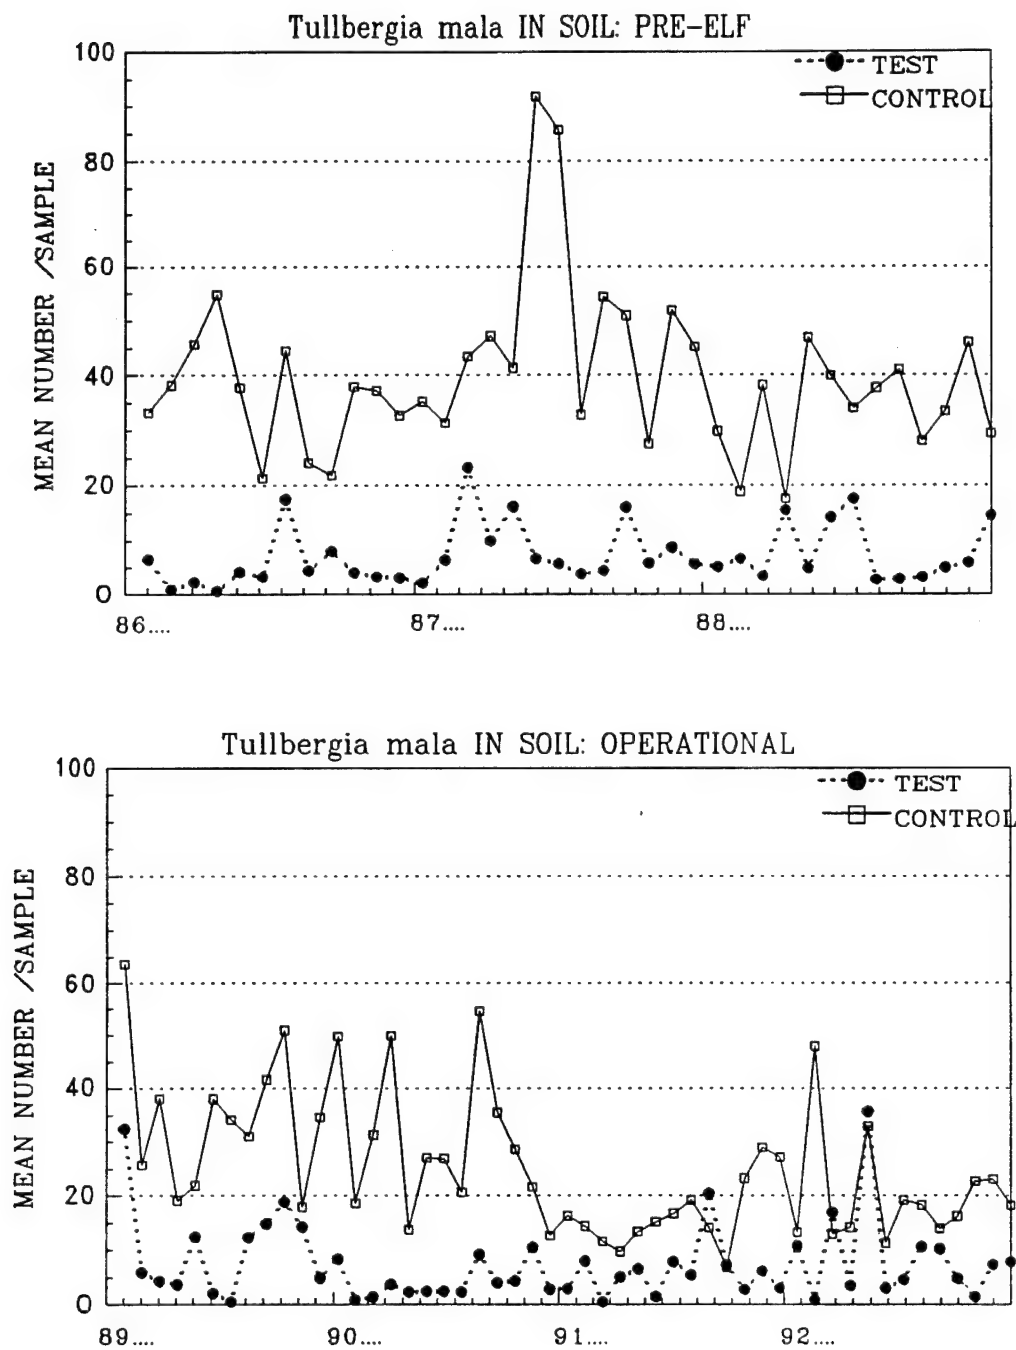 Tullbergia mala IN SOIL: PRE-ELF
100
TEST
CONTROL
80
60
40
20
0
MEAN NUMBER /SAMPLE
86....
87....
88....
Tullbergia mala IN SOIL: OPERATIONAL
100
TEST
CONTROL
80
60
40
20
0
MEAN NUMBER /SAMPLE
89....
90....
91....
92....